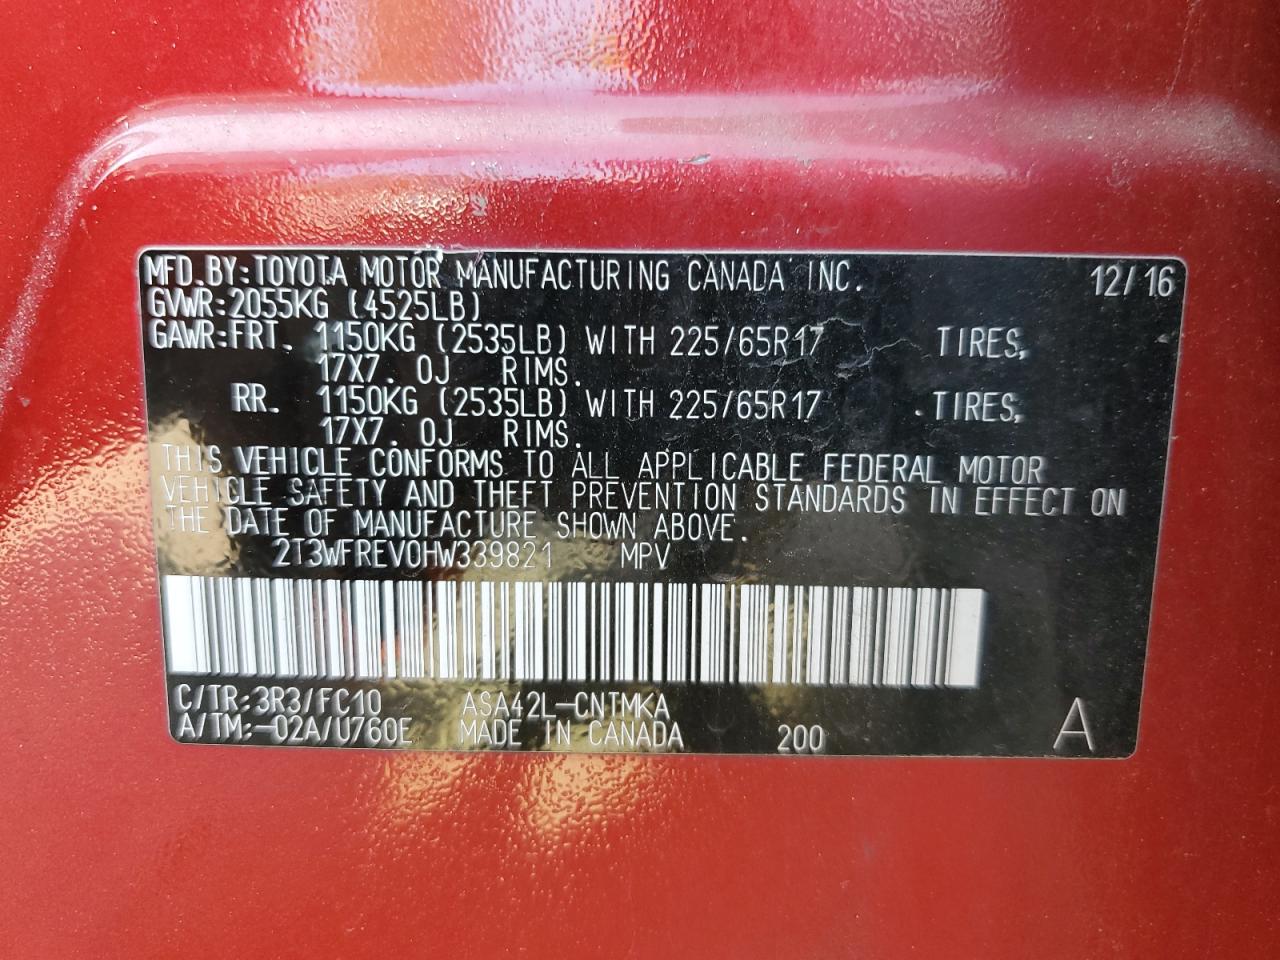 MFD.BY:TOYOTA MOTOR MANUFACTURING CANADA INC. 12/16
GVWR:2055KG (4525LB)
GAWR:FRT. 1150KG (2535LB) WITH 225/65R17 TIRES,
17X7.0J RIMS.
RR. 1150KG (2535LB) WITH 225/65R17 TIRES,
17X7.0J RIMS.
THIS VEHICLE CONFORMS TO ALL APPLICABLE FEDERAL MOTOR
VEHICLE SAFETY AND THEFT PREVENTION STANDARDS IN EFFECT ON
THE DATE OF MANUFACTURE SHOWN ABOVE.
2T3WFREV0HW339821 MPV
C/TR:3R3/FC10 ASA42L-CNTMKA
A/TM:-02A/U760E MADE IN CANADA 200 A